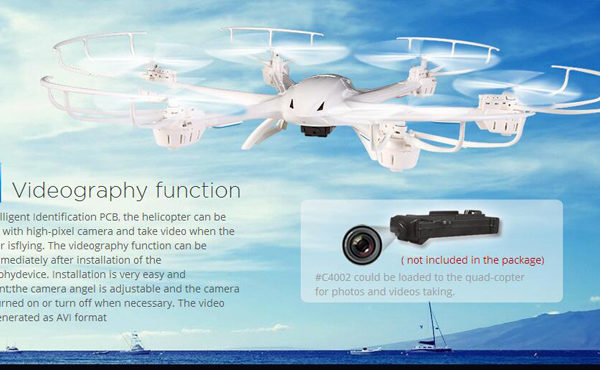 Videography function
lligent Identification PCB, the helicopter can be
with high-pixel camera and take video when the
r isflying. The videography function can be
mmediately after installation of the
phydevice. Installation is very easy and
nt;the camera angel is adjustable and the camera
urned on or turn off when necessary. The video
enerated as AVI format
( not included in the package)
#C4002 could be loaded to the quad-copter
for photos and videos taking.